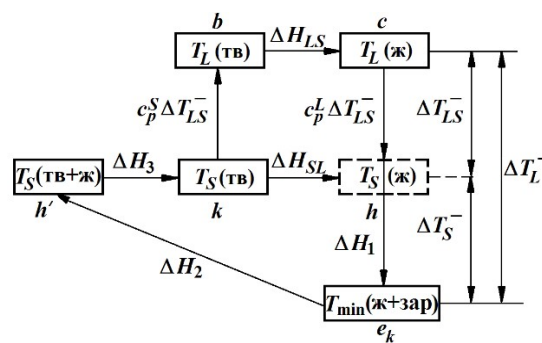 b
c
T_L (тв)
ΔH_LS
T_L (ж)
c_p^S ΔT_LS^−
c_p^L ΔT_LS^−
ΔT_LS^−
ΔT_L^−
T_S (тв+ж)
ΔH_3
T_S (тв)
ΔH_SL
T_S (ж)
h′
k
h
ΔT_S^−
ΔH_1
ΔH_2
T_min (ж+зар)
e_k